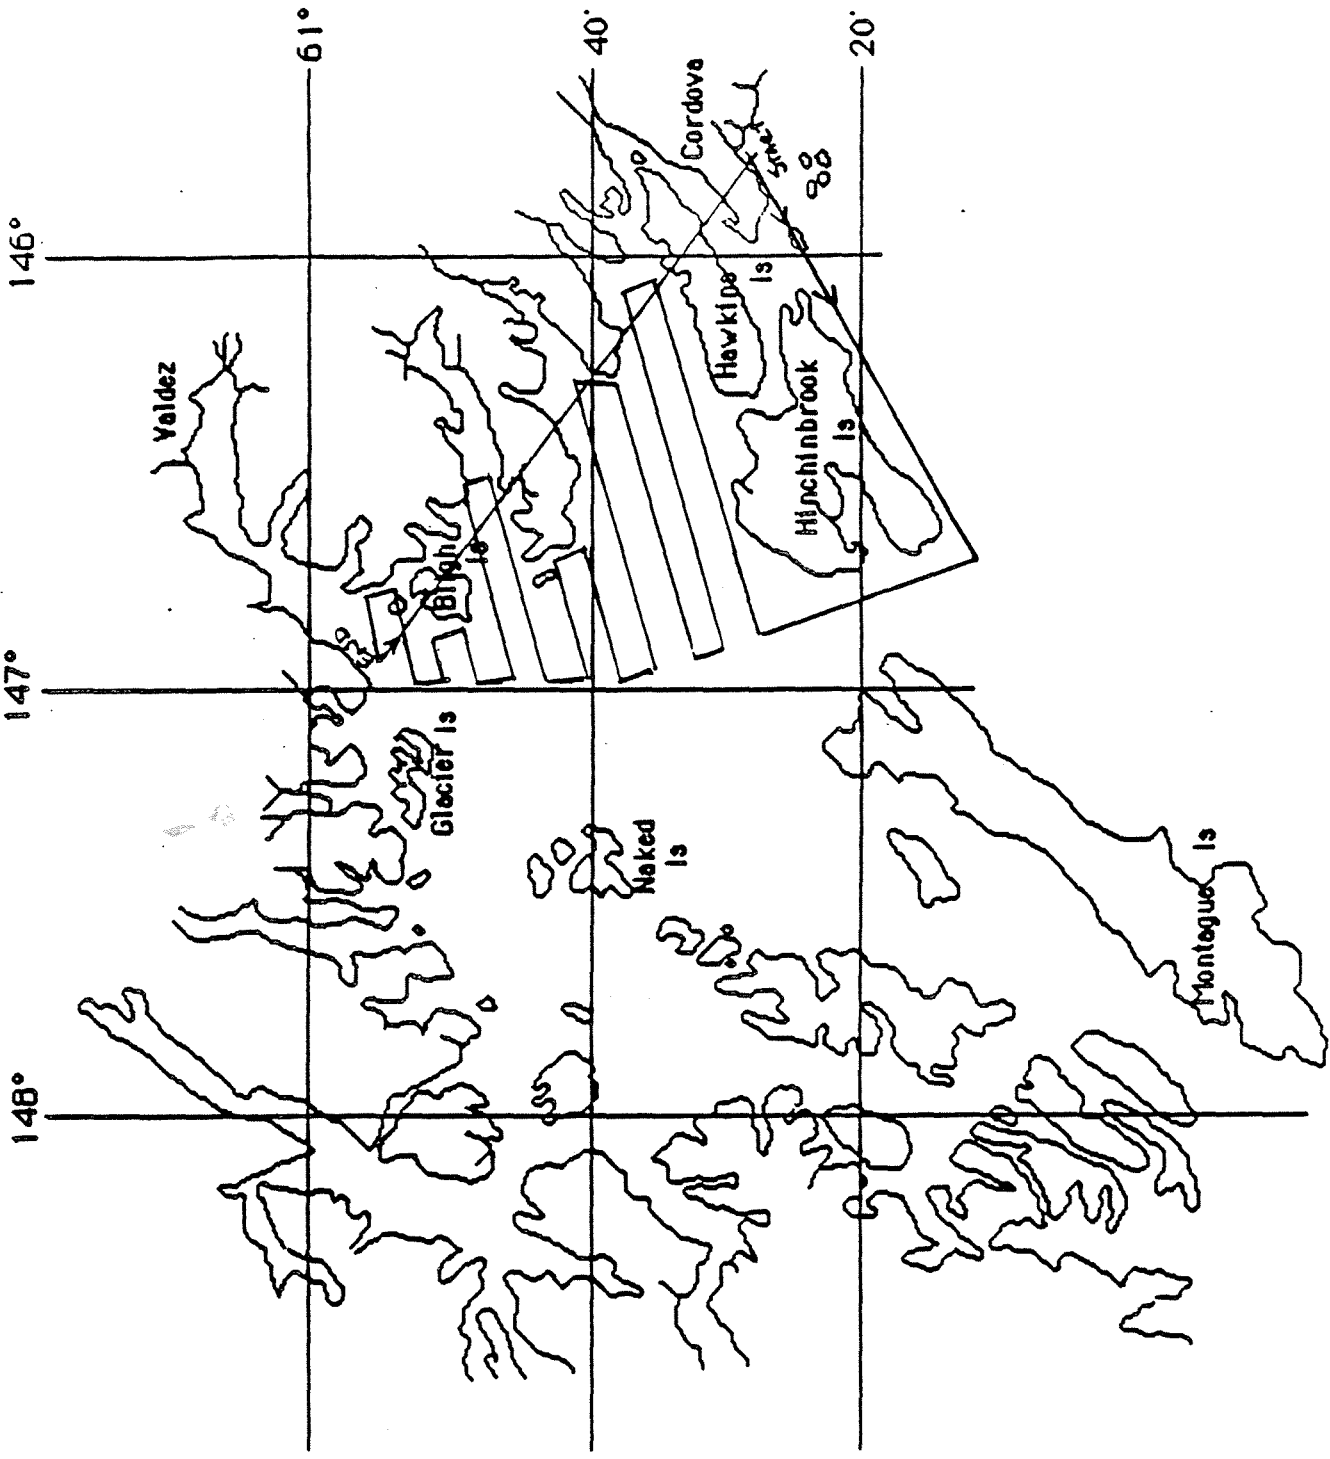 61°
40'
20'
146°
147°
148°
Valdez
Cordova
START
Hawkins
Is
Hinchinbrook
Is
Bligh
Is
Glacier Is
Naked
Is
Montague Is